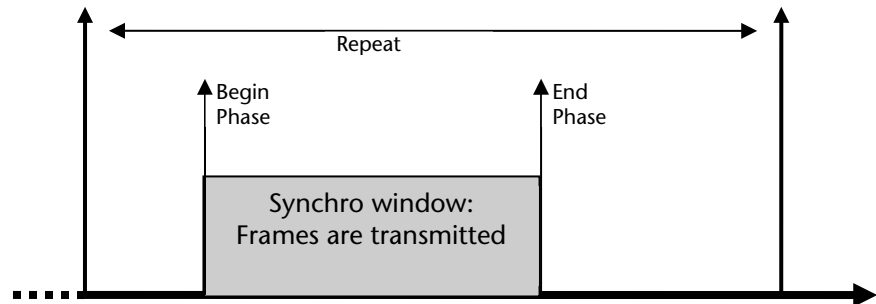 Repeat
Begin
Phase
End
Phase
Synchro window:
Frames are transmitted